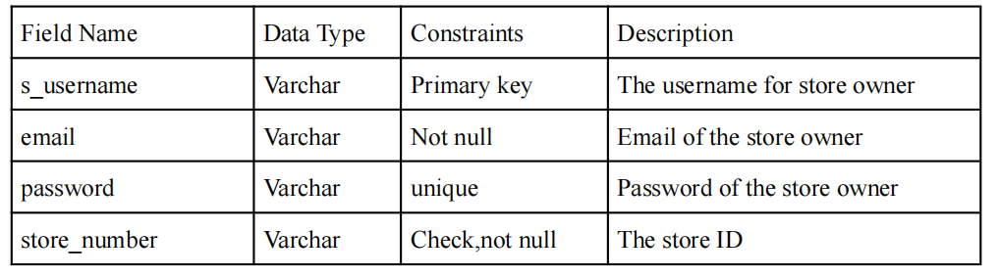 Field Name Data Type Constraints Description
s_username Varchar Primary key The username for store owner
email Varchar Not null Email of the store owner
password Varchar unique Password of the store owner
store_number Varchar Check,not null The store ID